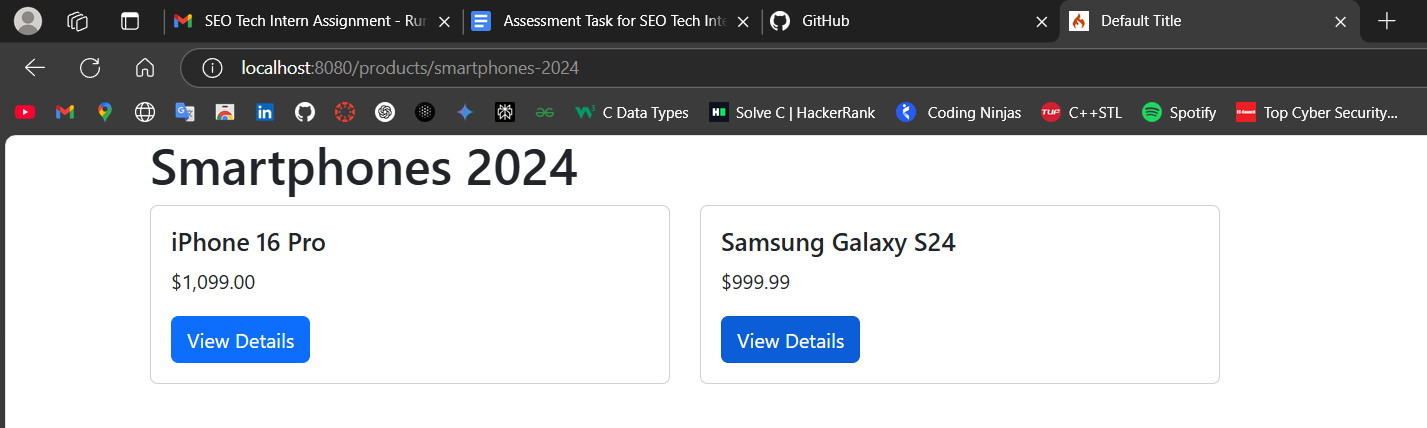 SEO Tech Intern Assignment - Rur
Assessment Task for SEO Tech Inte
GitHub
Default Title
localhost:8080/products/smartphones-2024
C Data Types
Solve C | HackerRank
Coding Ninjas
C++STL
Spotify
Top Cyber Security...
Smartphones 2024
iPhone 16 Pro
$1,099.00
View Details
Samsung Galaxy S24
$999.99
View Details